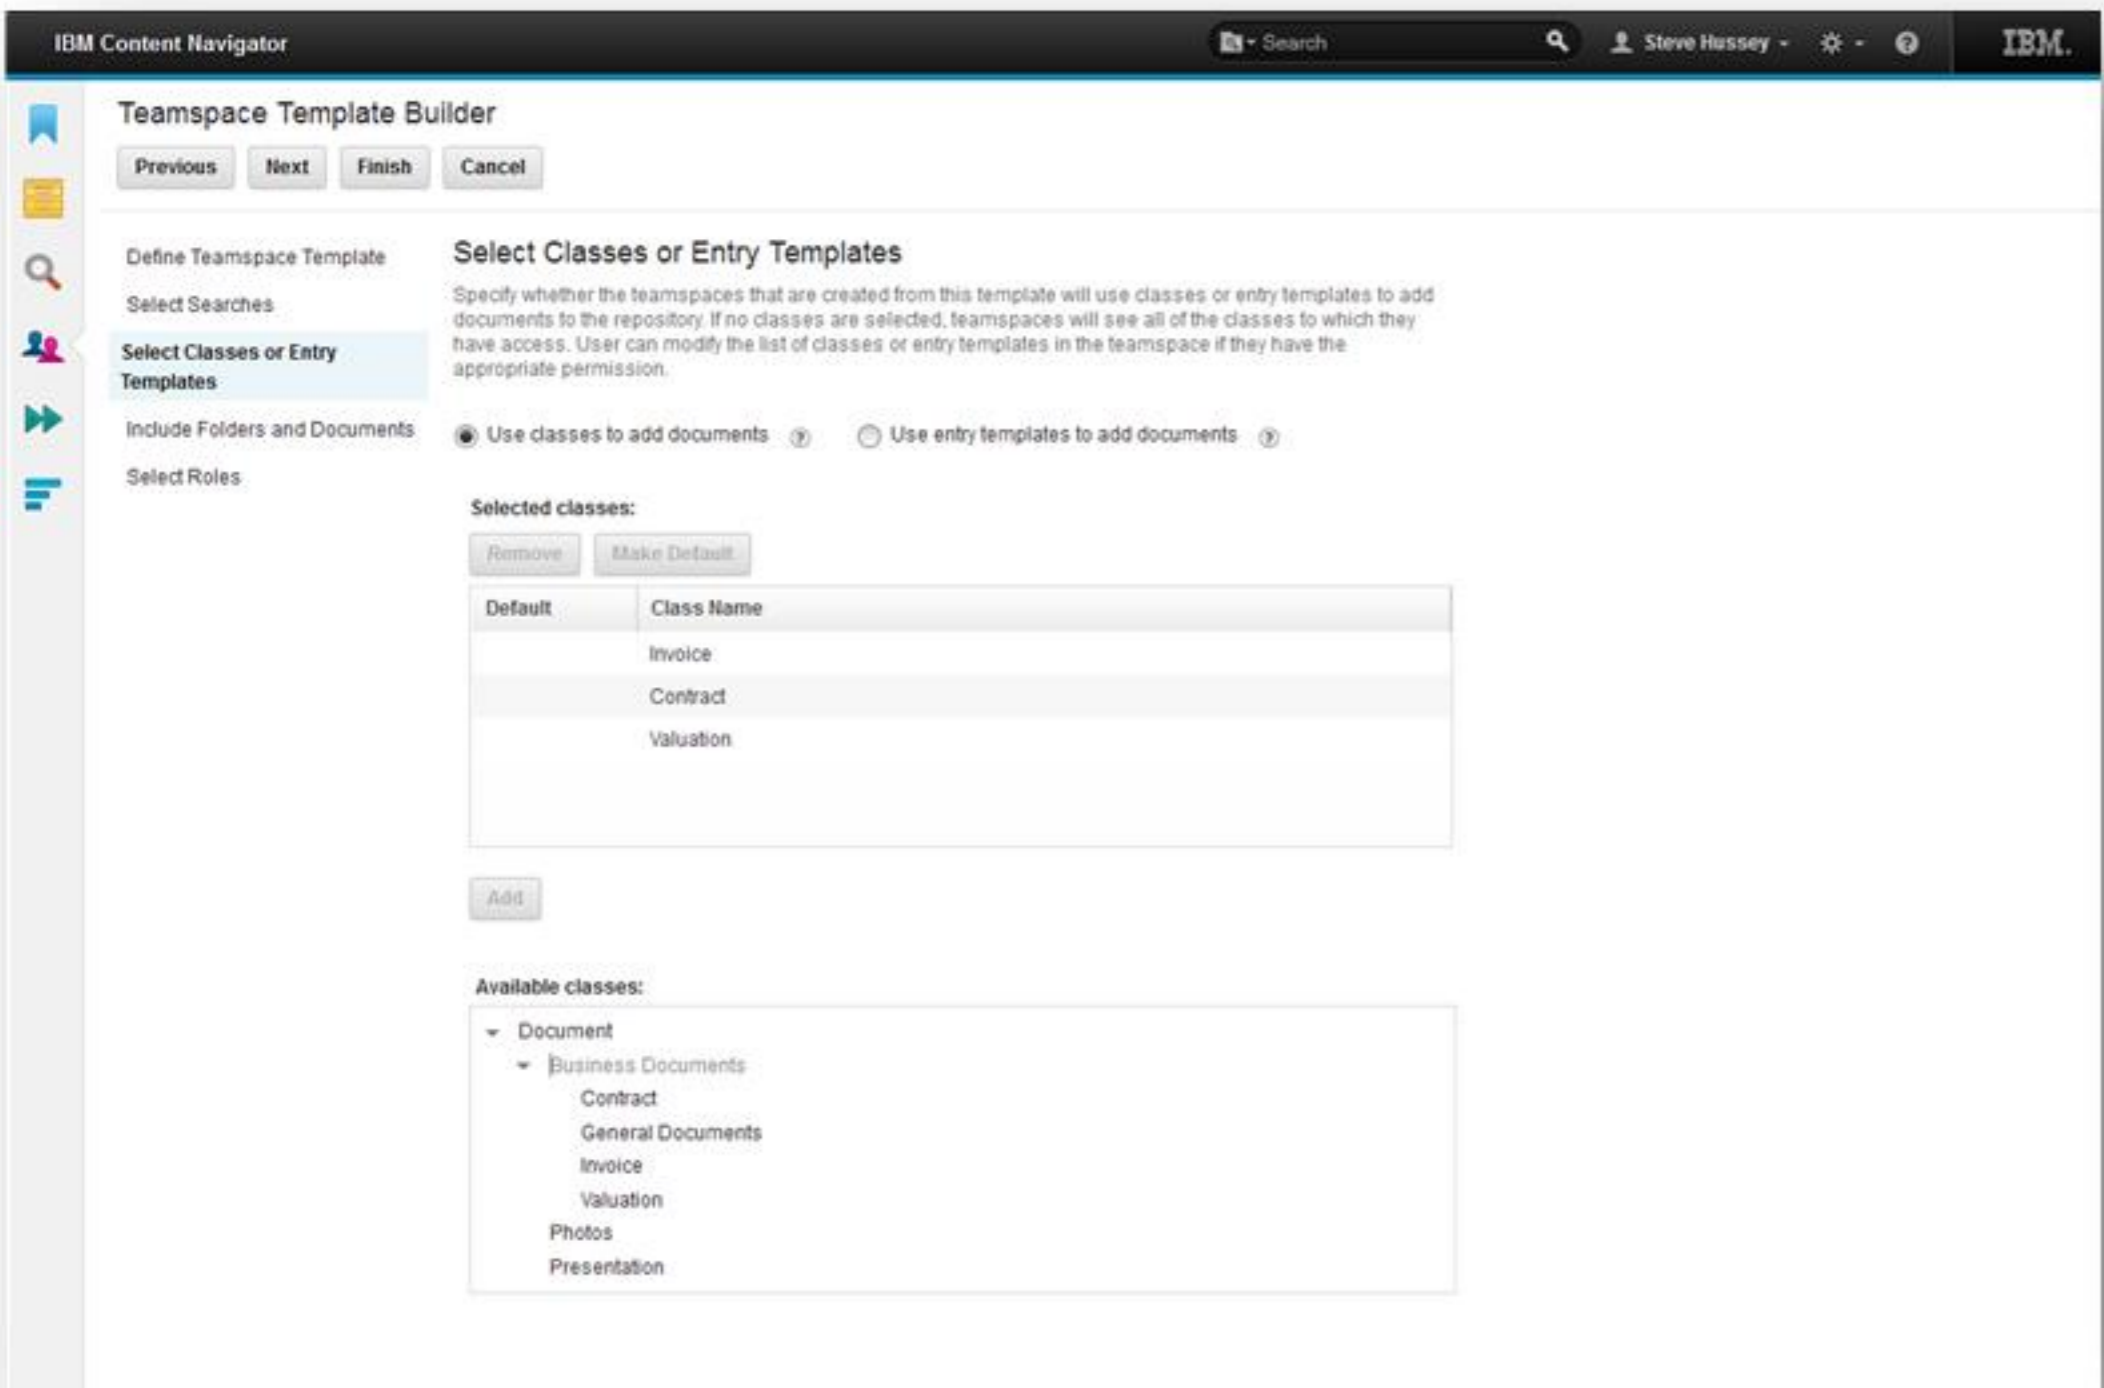 IBM Content Navigator
Search
Steve Hussey
IBM.
Teamspace Template Builder
Previous
Next
Finish
Cancel
Define Teamspace Template
Select Searches
Select Classes or Entry
Templates
Include Folders and Documents
Select Roles
Select Classes or Entry Templates
Specify whether the teamspaces that are created from this template will use classes or entry templates to add
documents to the repository. If no classes are selected, teamspaces will see all of the classes to which they
have access. User can modify the list of classes or entry templates in the teamspace if they have the
appropriate permission.
Use classes to add documents ?
Use entry templates to add documents ?
Selected classes:
Remove
Make Default
Default
Class Name
Invoice
Contract
Valuation
Add
Available classes:
Document
Business Documents
Contract
General Documents
Invoice
Valuation
Photos
Presentation